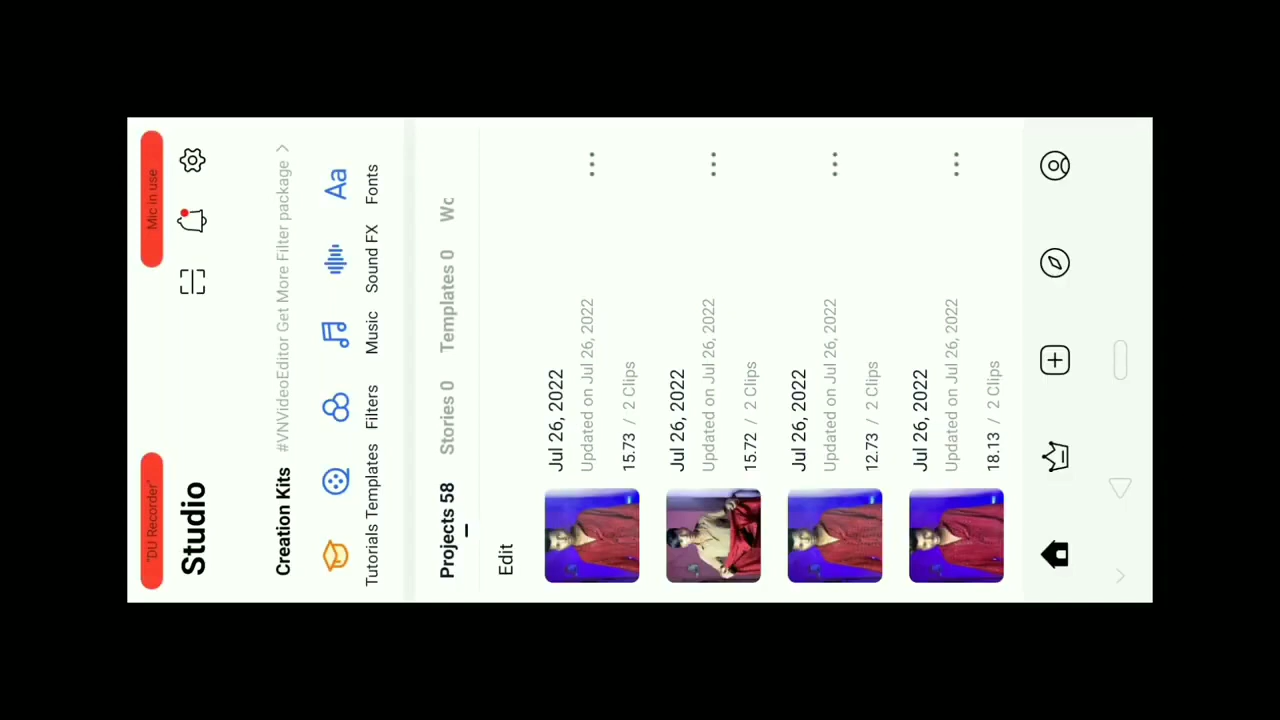 "DU Recorder" Mic in use
Studio
Creation Kits #VNVideoEditor Get More Filter package >
Aa
Tutorials Templates Filters Music Sound FX Fonts
Projects 58 Stories 0 Templates 0 Wo
Edit
Jul 26, 2022
Updated on Jul 26, 2022
15.73 / 2 Clips
Jul 26, 2022
Updated on Jul 26, 2022
15.72 / 2 Clips
Jul 26, 2022
Updated on Jul 26, 2022
12.73 / 2 Clips
Jul 26, 2022
Updated on Jul 26, 2022
18.13 / 2 Clips